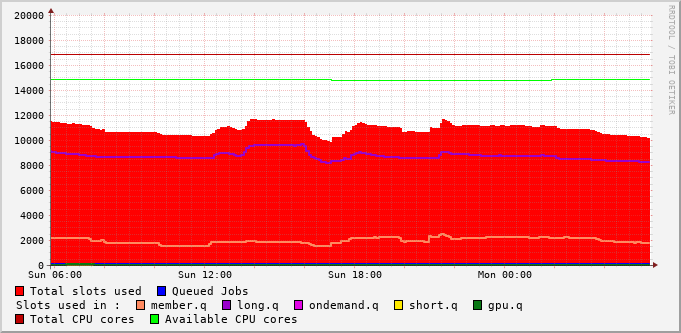 20000
18000
16000
14000
12000
10000
8000
6000
4000
2000
0
Sun 06:00 Sun 12:00 Sun 18:00 Mon 00:00
Total slots used Queued Jobs
Slots used in : member.q long.q ondemand.q short.q gpu.q
Total CPU cores Available CPU cores
RRDTOOL / TOBI OETIKER